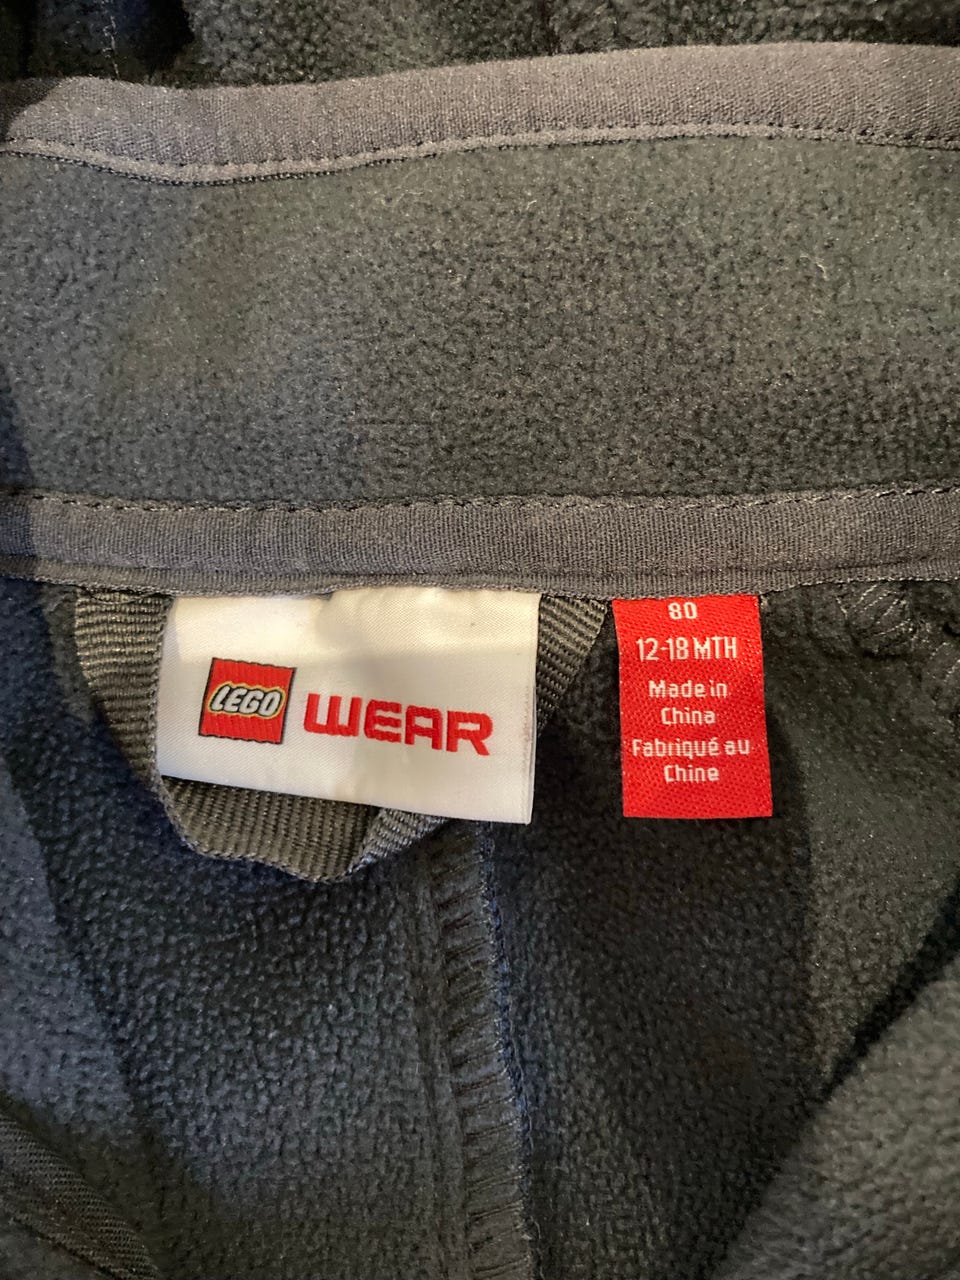 LEGO WEAR
80
12-18 MTH
Made in
China
Fabriqué au
Chine